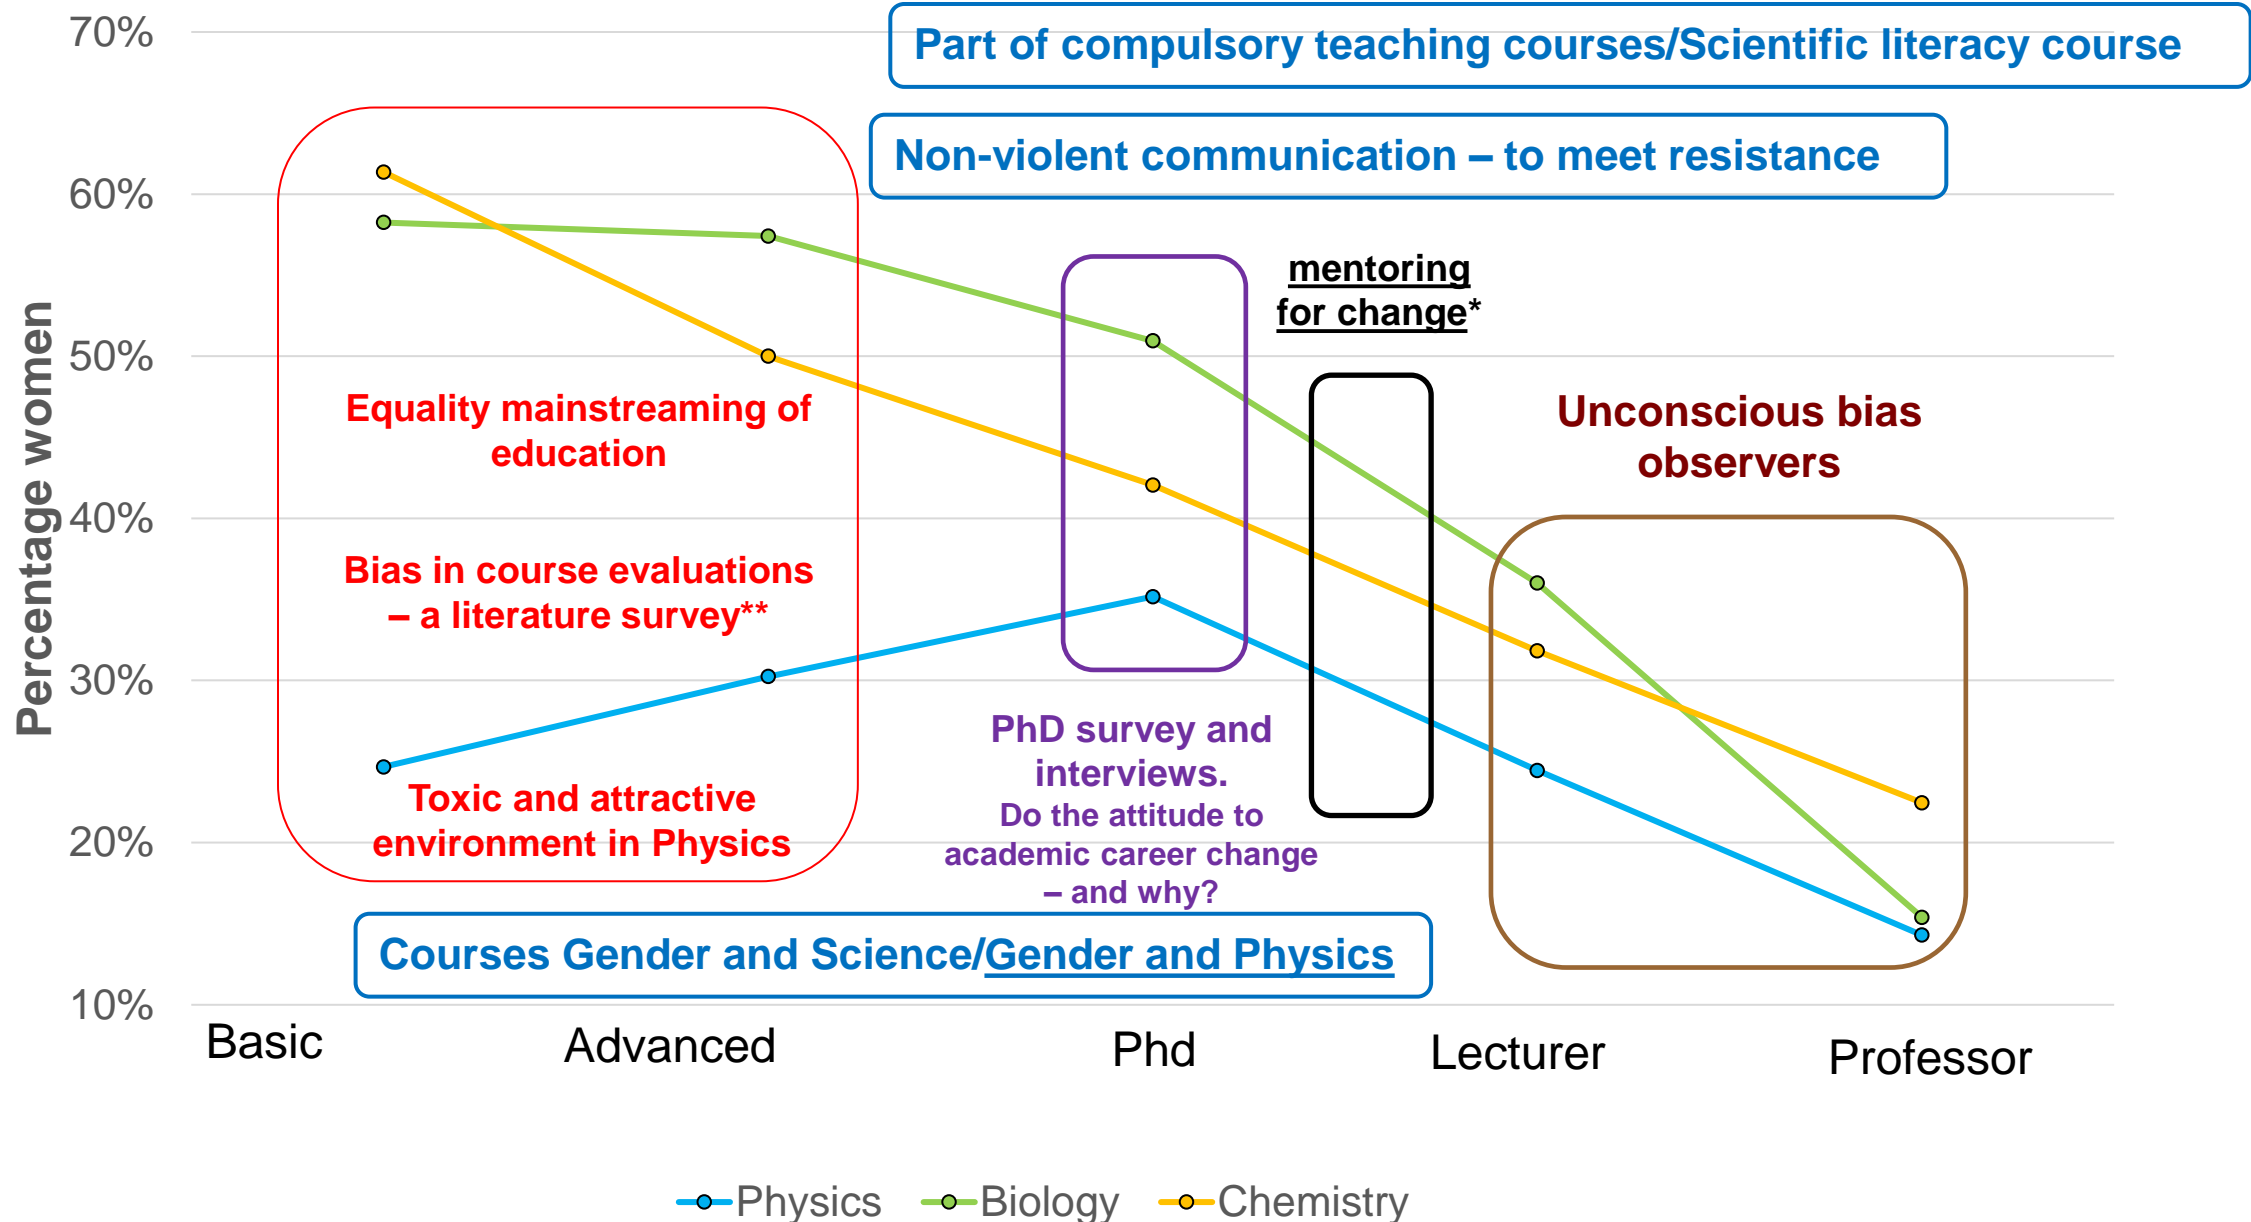 70%
Part of compulsory teaching courses/Scientific literacy course
Non-violent communication – to meet resistance
60%
mentoring
for change*
50%
Equality mainstreaming of
education
Unconscious bias
observers
Percentage women
40%
Bias in course evaluations
– a literature survey**
30%
PhD survey and
interviews.
Do the attitude to
academic career change
– and why?
Toxic and attractive
environment in Physics
20%
Courses Gender and Science/Gender and Physics
10%
Basic
Advanced
Phd
Lecturer
Professor
Physics
Biology
Chemistry